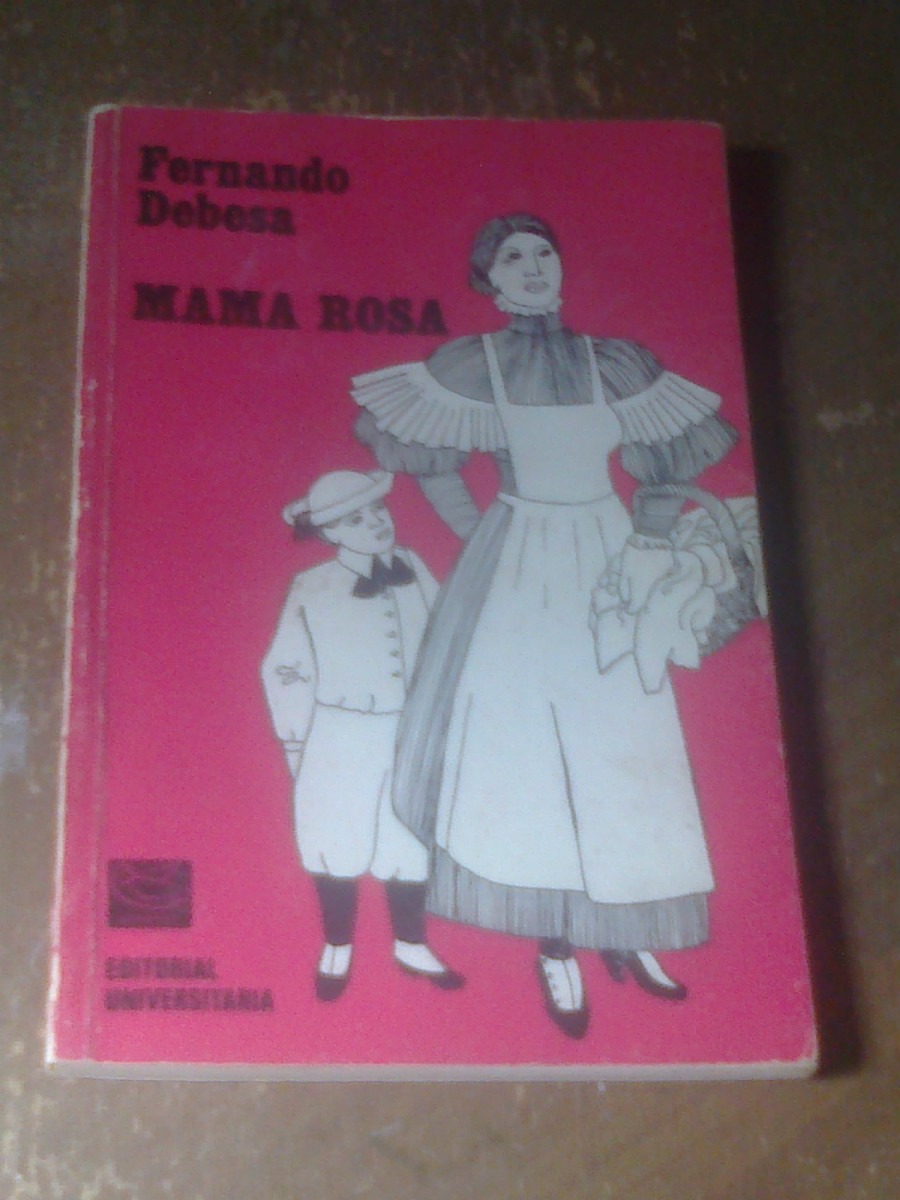 Fernando
Debesa
MAMA ROSA
EDITORIAL
UNIVERSITARIA